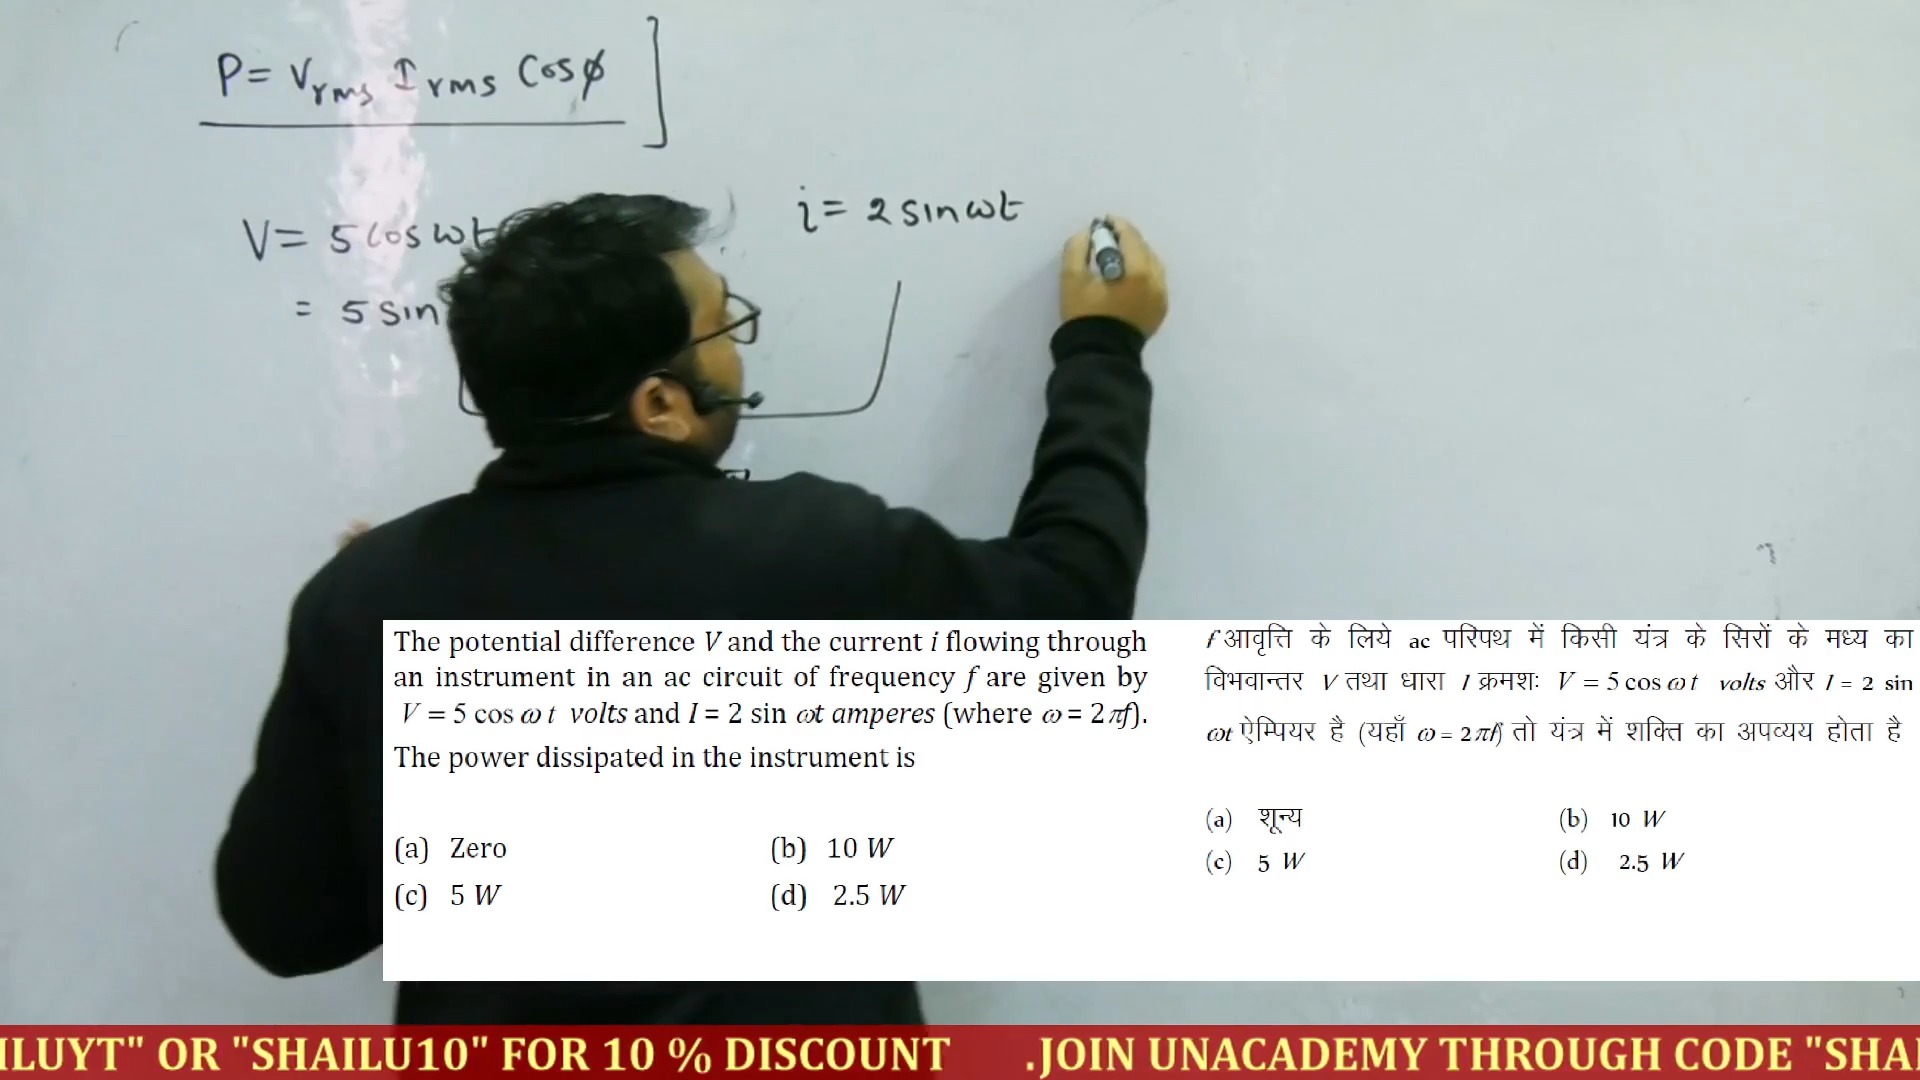 P = Vrms Irms Cosφ
V = 5 cos ωt
i = 2 sin ωt
= 5 sin
The potential difference V and the current i flowing through
an instrument in an ac circuit of frequency f are given by
V = 5 cos ω t volts and I = 2 sin ωt amperes (where ω = 2πf).
The power dissipated in the instrument is
(a) Zero (b) 10 W
(c) 5 W (d) 2.5 W
f आवृत्ति के लिये ac परिपथ में किसी यंत्र के सिरों के मध्य का
विभवान्तर V तथा धारा I क्रमशः V = 5 cos ω t volts और I = 2 sin
ωt ऐम्पियर है (यहाँ ω = 2πf) तो यंत्र में शक्ति का अपव्यय होता है
(a) शून्य (b) 10 W
(c) 5 W (d) 2.5 W
ILUYT" OR "SHAILU10" FOR 10 % DISCOUNT .JOIN UNACADEMY THROUGH CODE "SHA